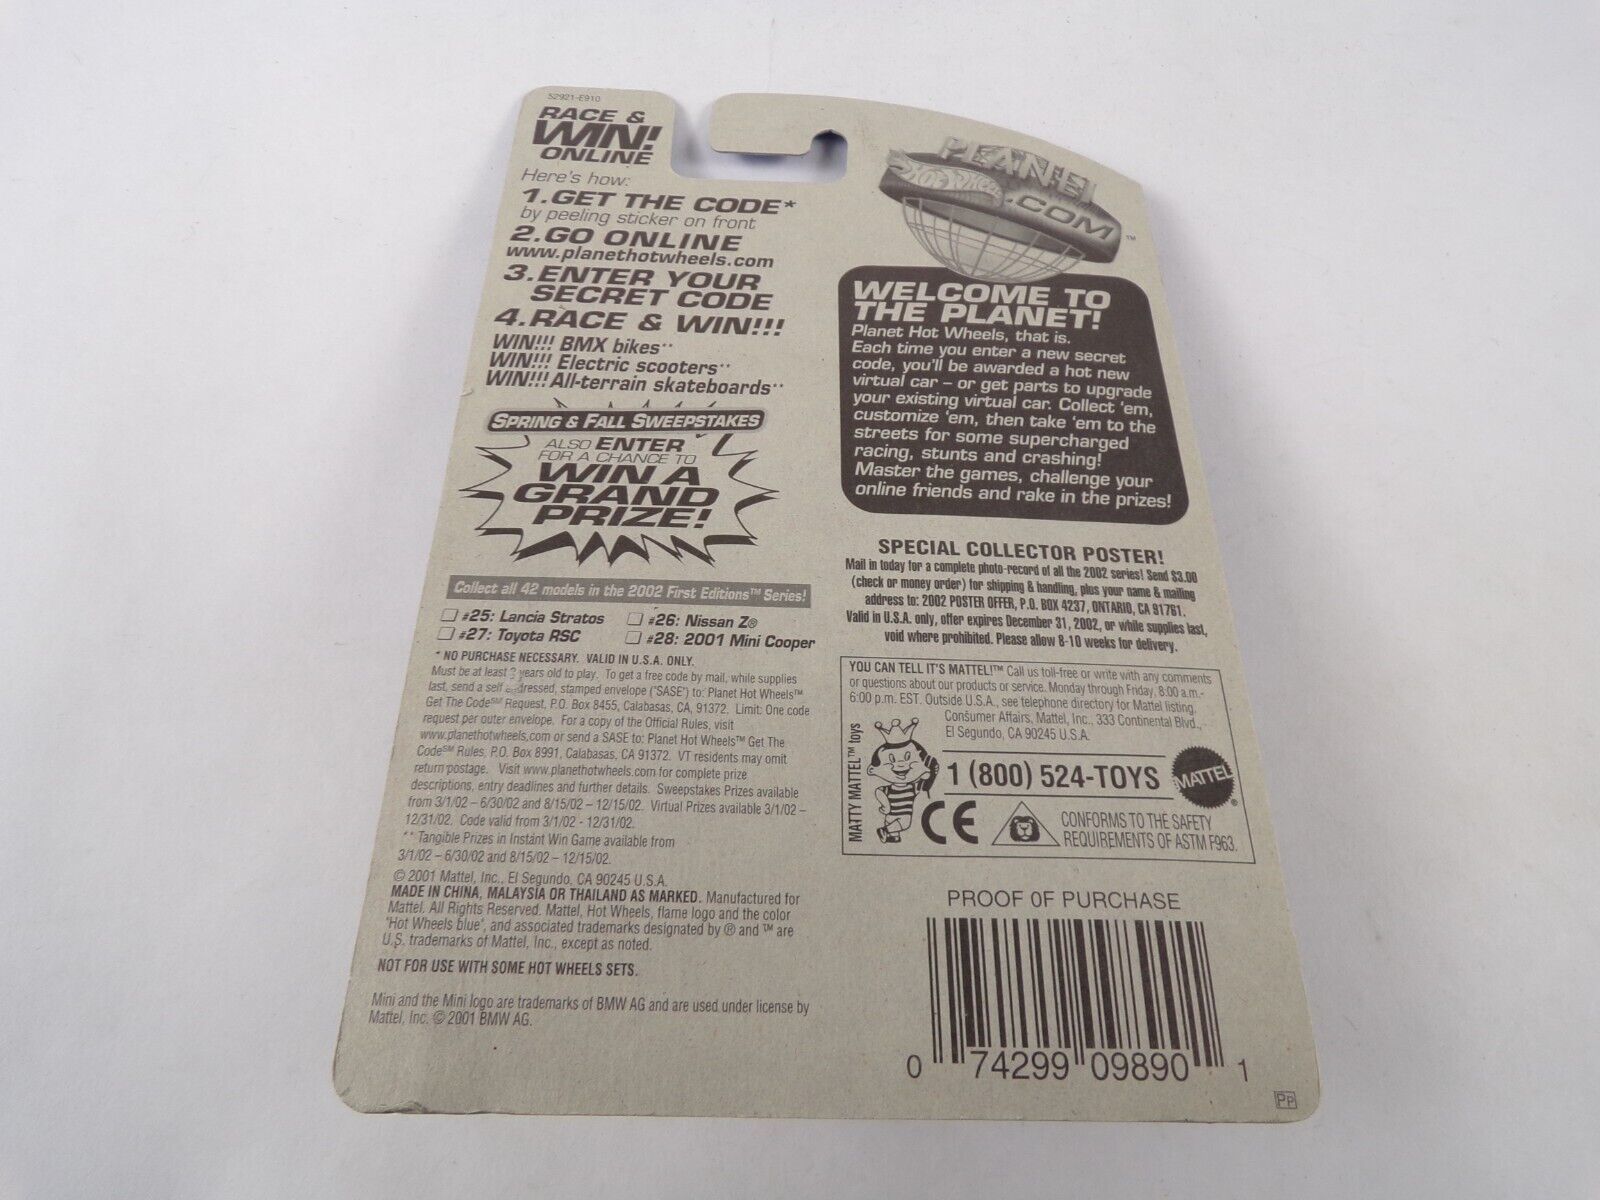 52921-E910
RACE &
WIN!
ONLINE
Here's how:
1. GET THE CODE*
by peeling sticker on front
2. GO ONLINE
www.planethotwheels.com
3. ENTER YOUR
SECRET CODE
4. RACE & WIN!!!
WIN!!! BMX bikes**
WIN!!! Electric scooters**
WIN!!! All-terrain skateboards**
SPRING & FALL SWEEPSTAKES
ALSO ENTER
FOR A CHANCE TO
WIN A
GRAND
PRIZE!
Collect all 42 models in the 2002 First Editions™ Series!
#25: Lancia Stratos #26: Nissan Z®
#27: Toyota RSC #28: 2001 Mini Cooper
* NO PURCHASE NECESSARY. VALID IN U.S.A. ONLY.
Must be at least years old to play. To get a free code by mail, while supplies
last, send a self addressed, stamped envelope ("SASE") to: Planet Hot Wheels™
Get The Code℠ Request, P.O. Box 8455, Calabasas, CA, 91372. Limit: One code
request per outer envelope. For a copy of the Official Rules, visit
www.planethotwheels.com or send a SASE to: Planet Hot Wheels™ Get The
Code℠ Rules, P.O. Box 8991, Calabasas, CA 91372. VT residents may omit
return postage. Visit www.planethotwheels.com for complete prize
descriptions, entry deadlines and further details. Sweepstakes Prizes available
from 3/1/02 – 6/30/02 and 8/15/02 – 12/15/02. Virtual Prizes available 3/1/02 –
12/31/02. Code valid from 3/1/02 - 12/31/02.
** Tangible Prizes in Instant Win Game available from
3/1/02 – 6/30/02 and 8/15/02 – 12/15/02.
© 2001 Mattel, Inc., El Segundo, CA 90245 U.S.A.
MADE IN CHINA, MALAYSIA OR THAILAND AS MARKED. Manufactured for
Mattel. All Rights Reserved. Mattel, Hot Wheels, flame logo and the color
"Hot Wheels blue", and associated trademarks designated by ® and ™ are
U.S. trademarks of Mattel, Inc., except as noted.
NOT FOR USE WITH SOME HOT WHEELS SETS.
Mini and the Mini logo are trademarks of BMW AG and are used under license by
Mattel, Inc. © 2001 BMW AG.
PLANET
Hot Wheels
.COM™
WELCOME TO
THE PLANET!
Planet Hot Wheels, that is.
Each time you enter a new secret
code, you'll be awarded a hot new
virtual car – or get parts to upgrade
your existing virtual car. Collect 'em,
customize 'em, then take 'em to the
streets for some supercharged
racing, stunts and crashing!
Master the games, challenge your
online friends and rake in the prizes!
SPECIAL COLLECTOR POSTER!
Mail in today for a complete photo-record of all the 2002 series! Send $3.00
(check or money order) for shipping & handling, plus your name & mailing
address to: 2002 POSTER OFFER, P.O. BOX 4237, ONTARIO, CA 91761.
Valid in U.S.A. only, offer expires December 31, 2002, or while supplies last,
void where prohibited. Please allow 8-10 weeks for delivery.
YOU CAN TELL IT'S MATTEL!™ Call us toll-free or write with any comments
or questions about our products or service. Monday through Friday, 8:00 a.m.-
6:00 p.m. EST. Outside U.S.A., see telephone directory for Mattel listing.
Consumer Affairs, Mattel, Inc., 333 Continental Blvd.,
El Segundo, CA 90245 U.S.A.
MATTY MATTEL™ toys
1 (800) 524-TOYS
MATTEL®
CE
CONFORMS TO THE SAFETY
REQUIREMENTS OF ASTM F963.
PROOF OF PURCHASE
0 74299 09890 1
PP